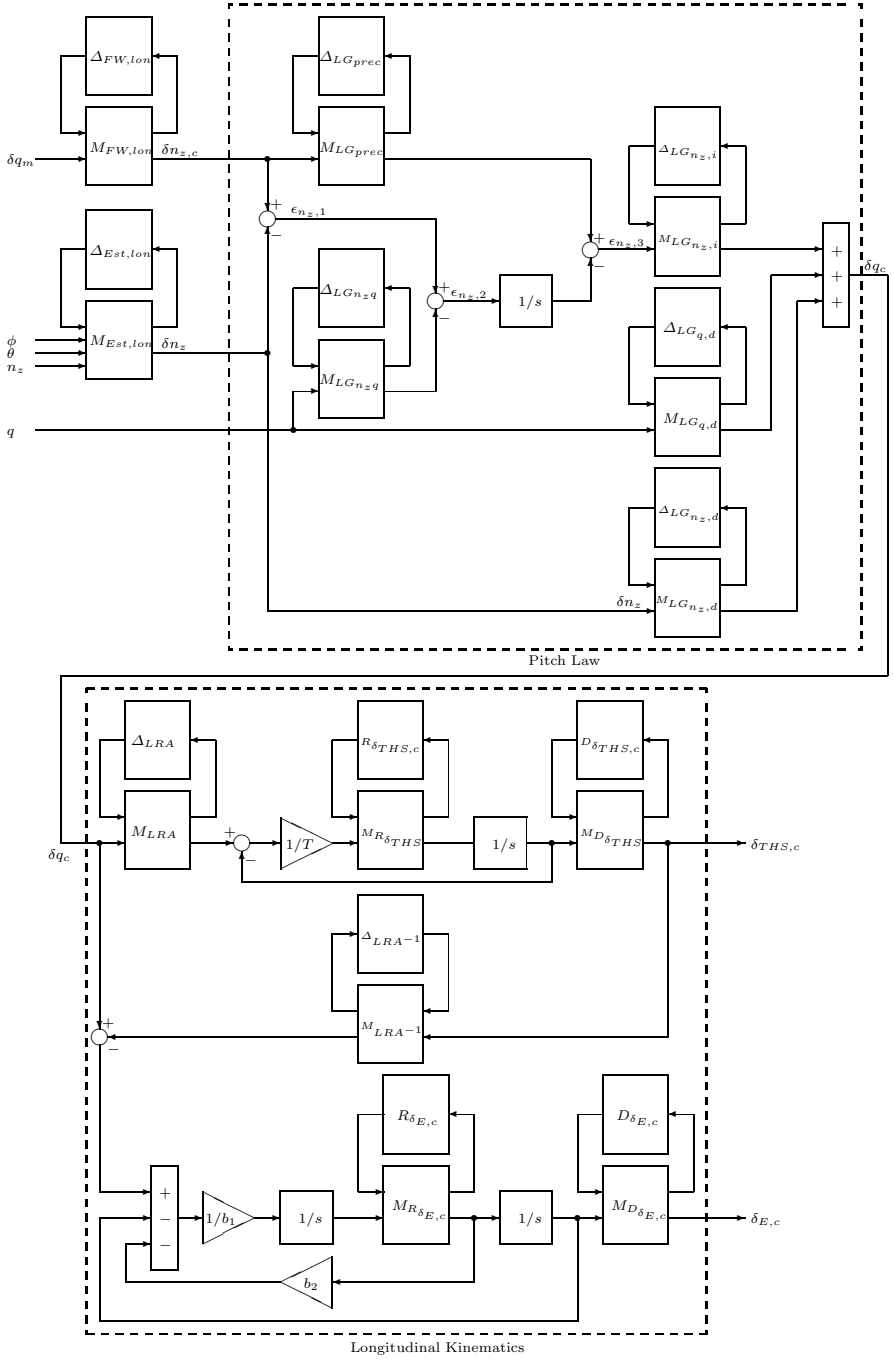 Δ_{FW,lon}
Δ_{LG_{prec}}
M_{FW,lon}
δn_{z,c}
M_{LG_{prec}}
Δ_{LG_{n_z,i}}
δq_m
+
ϵ_{n_z,1}
−
Δ_{Est,lon}
+
ϵ_{n_z,3}
−
M_{LG_{n_z,i}}
+
+
+
δq_c
Δ_{LG_{n_z q}}
+
ϵ_{n_z,2}
−
1/s
Δ_{LG_{q,d}}
ϕ
θ
n_z
M_{Est,lon}
δn_z
M_{LG_{n_z q}}
M_{LG_{q,d}}
q
Δ_{LG_{n_z,d}}
δn_z
M_{LG_{n_z,d}}
Pitch Law
Δ_{LRA}
R_{δ_{THS,c}}
D_{δ_{THS,c}}
M_{LRA}
+
−
1/T
M_{R_{δ_{THS}}}
1/s
M_{D_{δ_{THS}}}
δ_{THS,c}
δq_c
Δ_{LRA^{-1}}
+
−
M_{LRA^{-1}}
R_{δ_{E,c}}
D_{δ_{E,c}}
+
−
−
1/b_1
1/s
M_{R_{δ_{E,c}}}
1/s
M_{D_{δ_{E,c}}}
δ_{E,c}
b_2
Longitudinal Kinematics